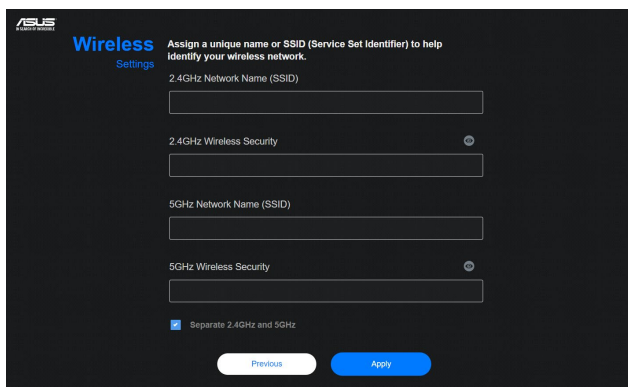 ASUS
IN SEARCH OF INCREDIBLE
Wireless
Settings
Assign a unique name or SSID (Service Set Identifier) to help
identify your wireless network.
2.4GHz Network Name (SSID)
2.4GHz Wireless Security
5GHz Network Name (SSID)
5GHz Wireless Security
Separate 2.4GHz and 5GHz
Previous
Apply